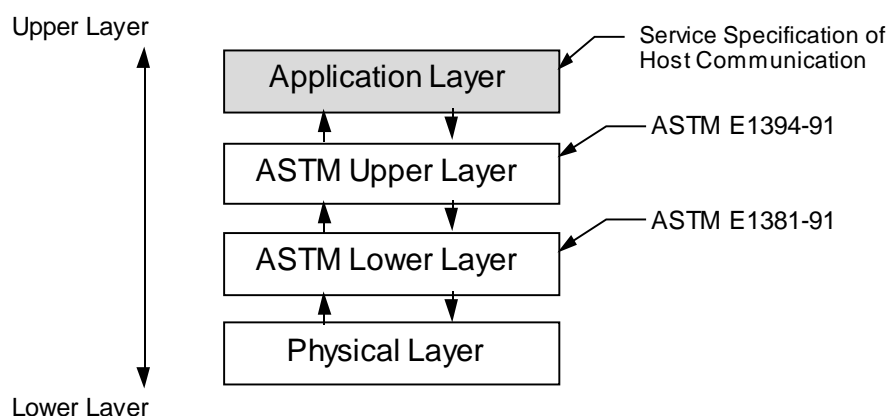 Upper Layer
Service Specification of
Host Communication
Application Layer
ASTM E1394-91
ASTM Upper Layer
ASTM E1381-91
ASTM Lower Layer
Physical Layer
Lower Layer